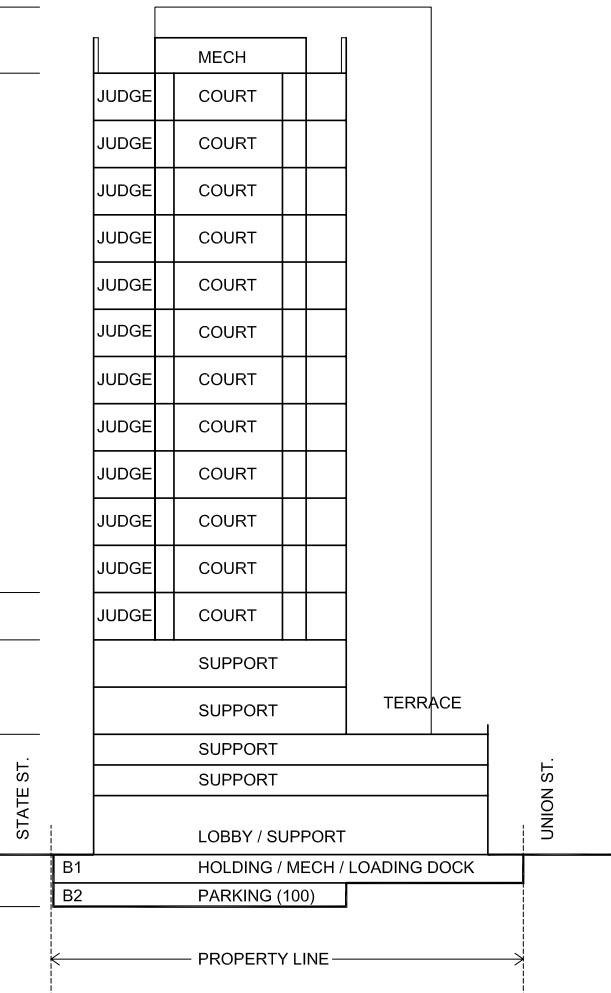 MECH
JUDGE COURT
JUDGE COURT
JUDGE COURT
JUDGE COURT
JUDGE COURT
JUDGE COURT
JUDGE COURT
JUDGE COURT
JUDGE COURT
JUDGE COURT
JUDGE COURT
JUDGE COURT
SUPPORT
SUPPORT
TERRACE
SUPPORT
SUPPORT
STATE ST.
UNION ST.
LOBBY / SUPPORT
B1 HOLDING / MECH / LOADING DOCK
B2 PARKING (100)
PROPERTY LINE